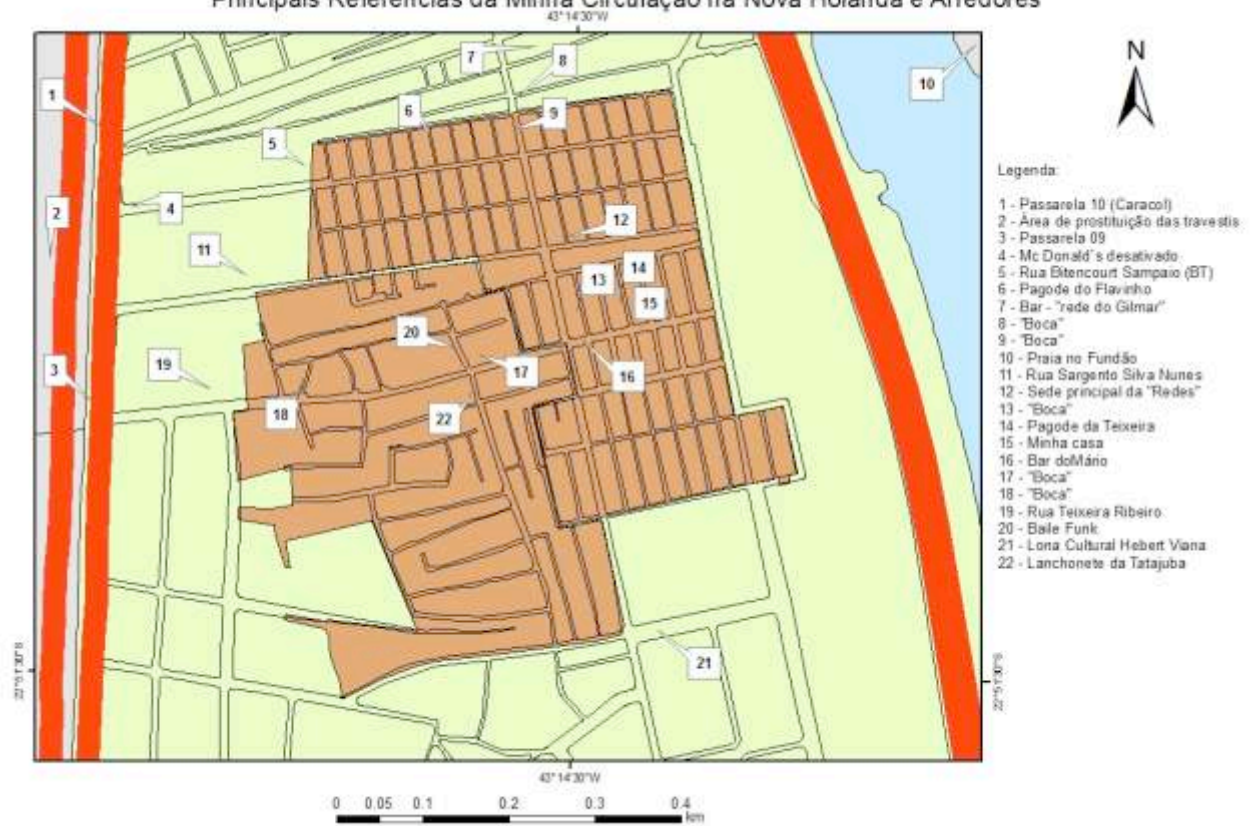 Principais Referências da Minha Circulação na Nova Holanda e Arredores
43°14'30"W
N
1
2
3
4
5
6
7
8
9
10
11
12
13
14
15
16
17
18
19
20
21
22
Legenda:
1 - Passarela 10 (Caracol)
2 - Área de prostituição das travestis
3 - Passarela 09
4 - Mc Donald´s desativado
5 - Rua Bitencourt Sampaio (BT)
6 - Pagode do Flavinho
7 - Bar - "rede do Gilmar"
8 - "Boca"
9 - "Boca"
10 - Praia no Fundão
11 - Rua Sargento Silva Nunes
12 - Sede principal da "Redes"
13 - "Boca"
14 - Pagode da Teixeira
15 - Minha casa
16 - Bar doMário
17 - "Boca"
18 - "Boca"
19 - Rua Teixeira Ribeiro
20 - Baile Funk
21 - Lona Cultural Hebert Viana
22 - Lanchonete da Tatajuba
22°51'30"S
22°51'30"S
43°14'30"W
0 0.05 0.1 0.2 0.3 0.4
km